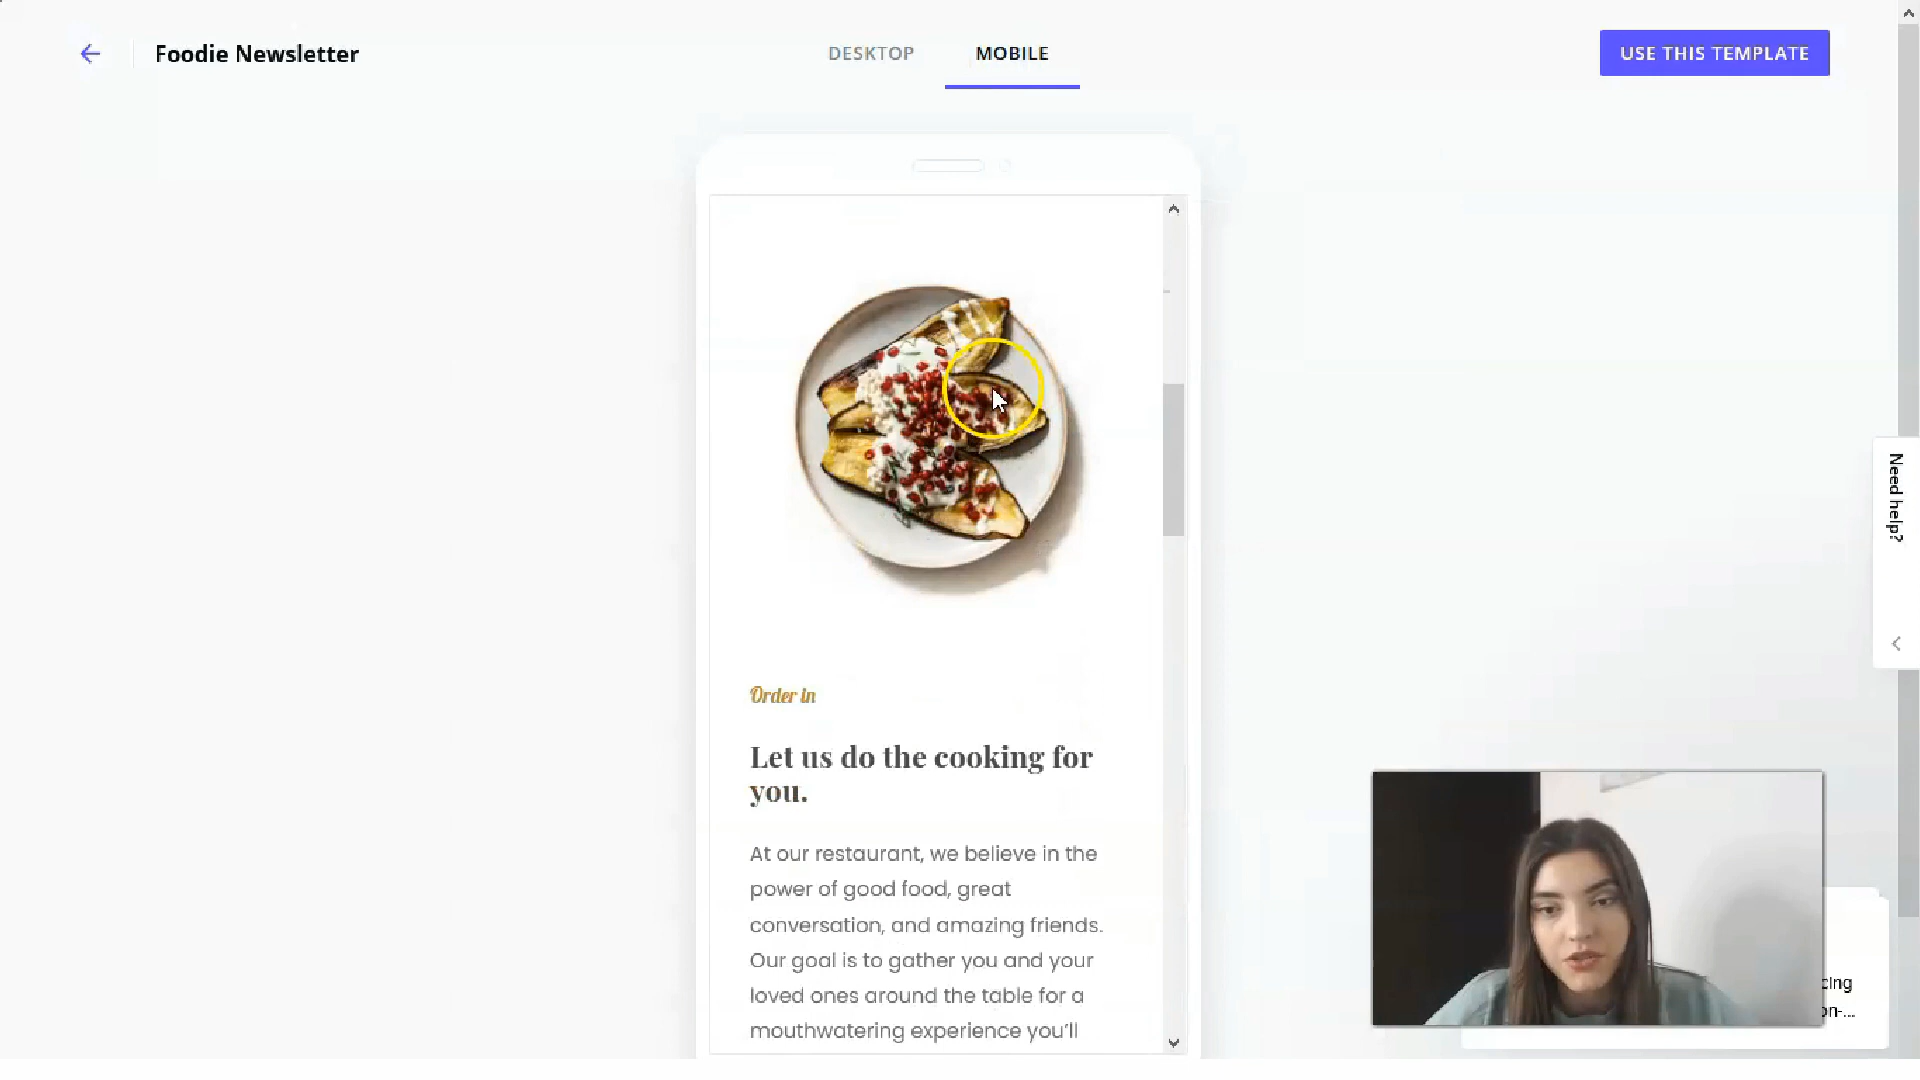 Foodie Newsletter
DESKTOP
MOBILE
USE THIS TEMPLATE
Need help?
Order in
Let us do the cooking for
you.
At our restaurant, we believe in the
power of good food, great
conversation, and amazing friends.
Our goal is to gather you and your
loved ones around the table for a
mouthwatering experience you'll
cing
on-...